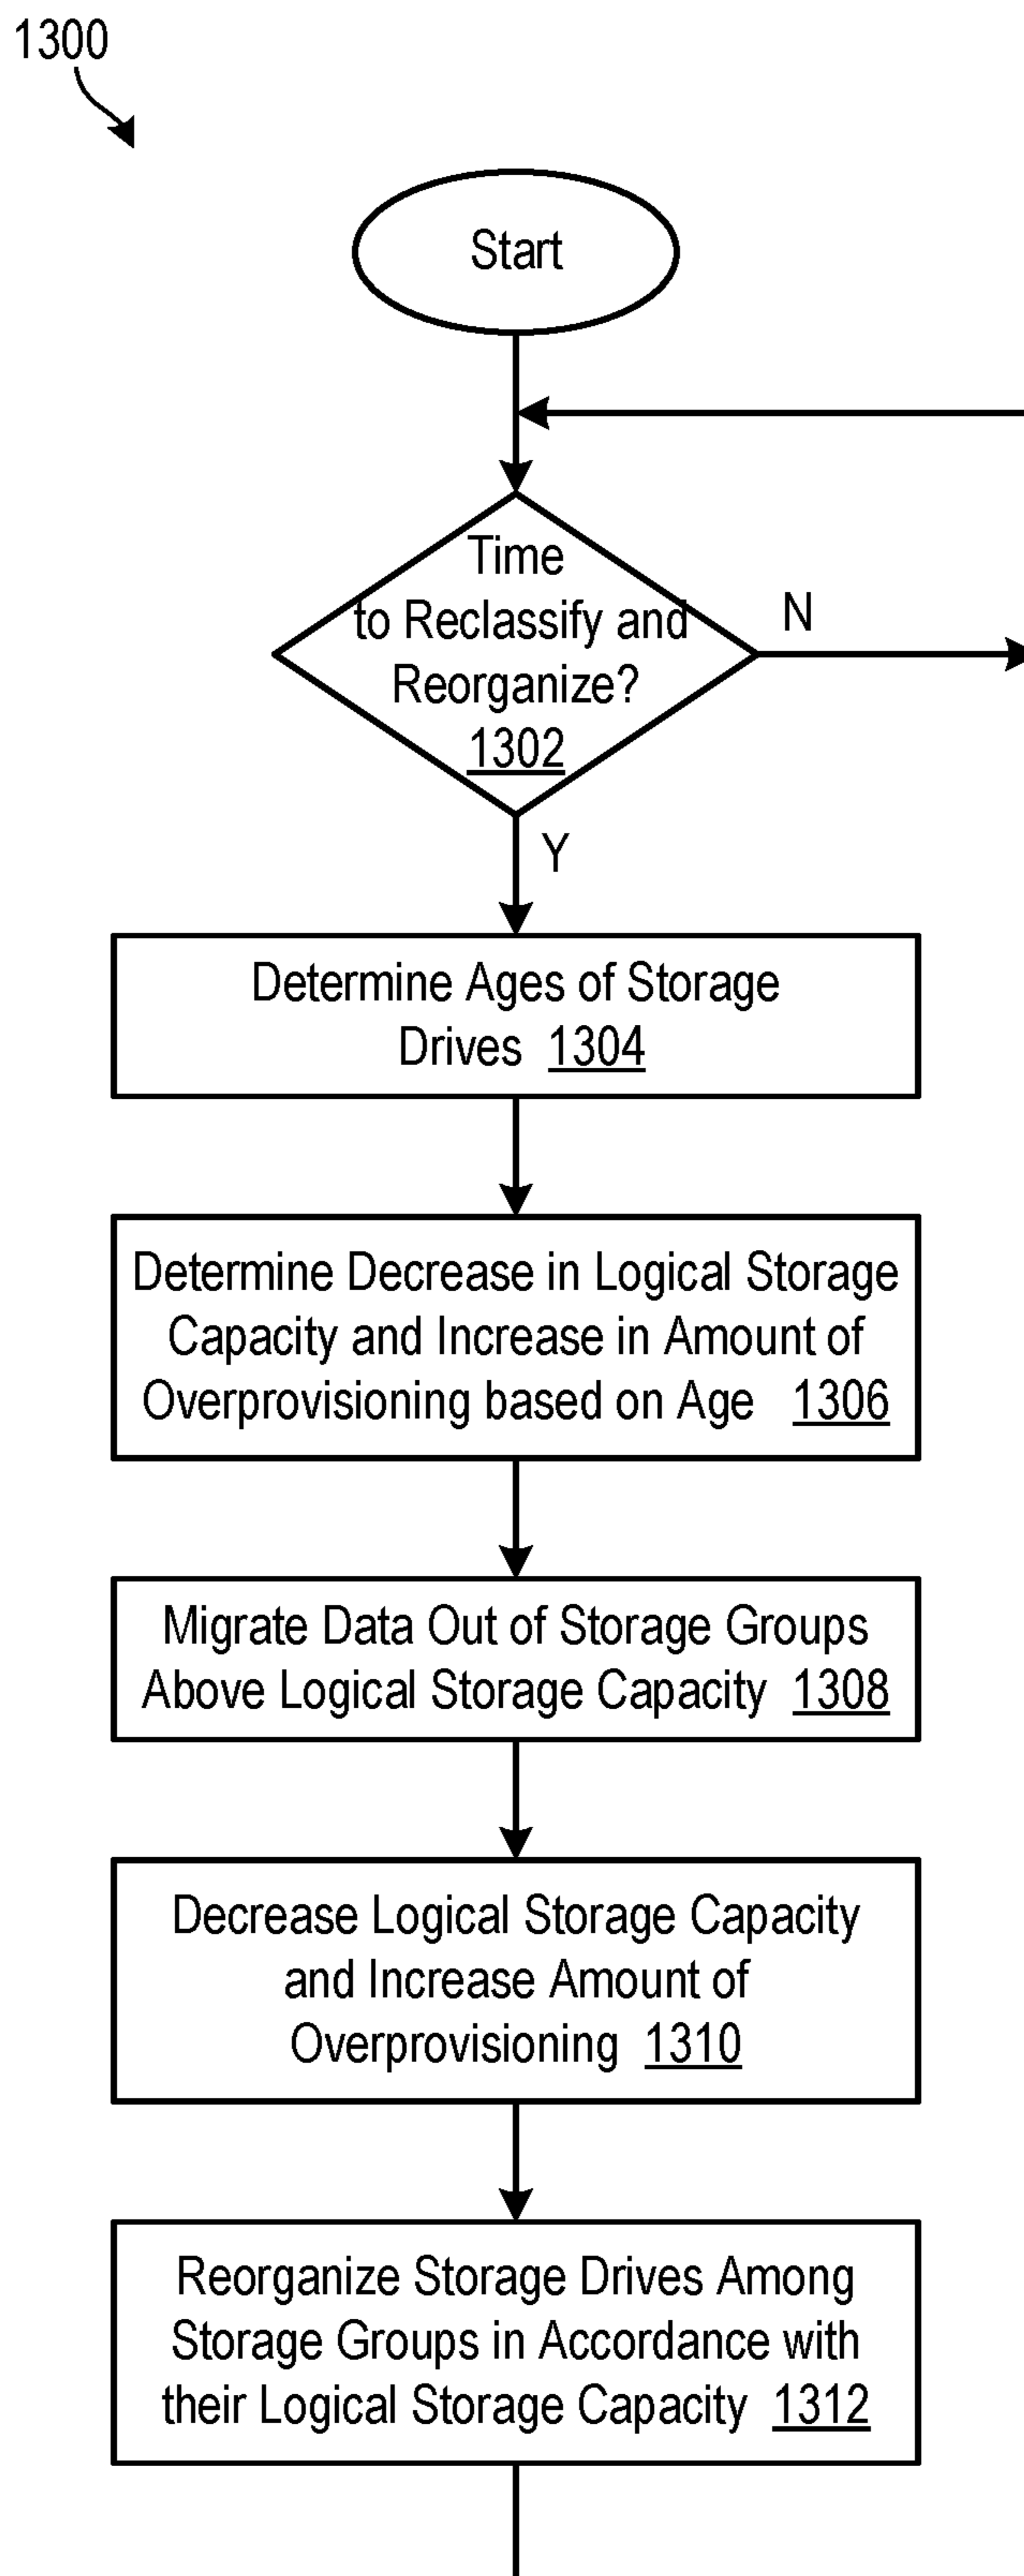 1300
Start
Time
to Reclassify and
Reorganize?
1302
N
Y
Determine Ages of Storage
Drives 1304
Determine Decrease in Logical Storage
Capacity and Increase in Amount of
Overprovisioning based on Age 1306
Migrate Data Out of Storage Groups
Above Logical Storage Capacity 1308
Decrease Logical Storage Capacity
and Increase Amount of
Overprovisioning 1310
Reorganize Storage Drives Among
Storage Groups in Accordance with
their Logical Storage Capacity 1312